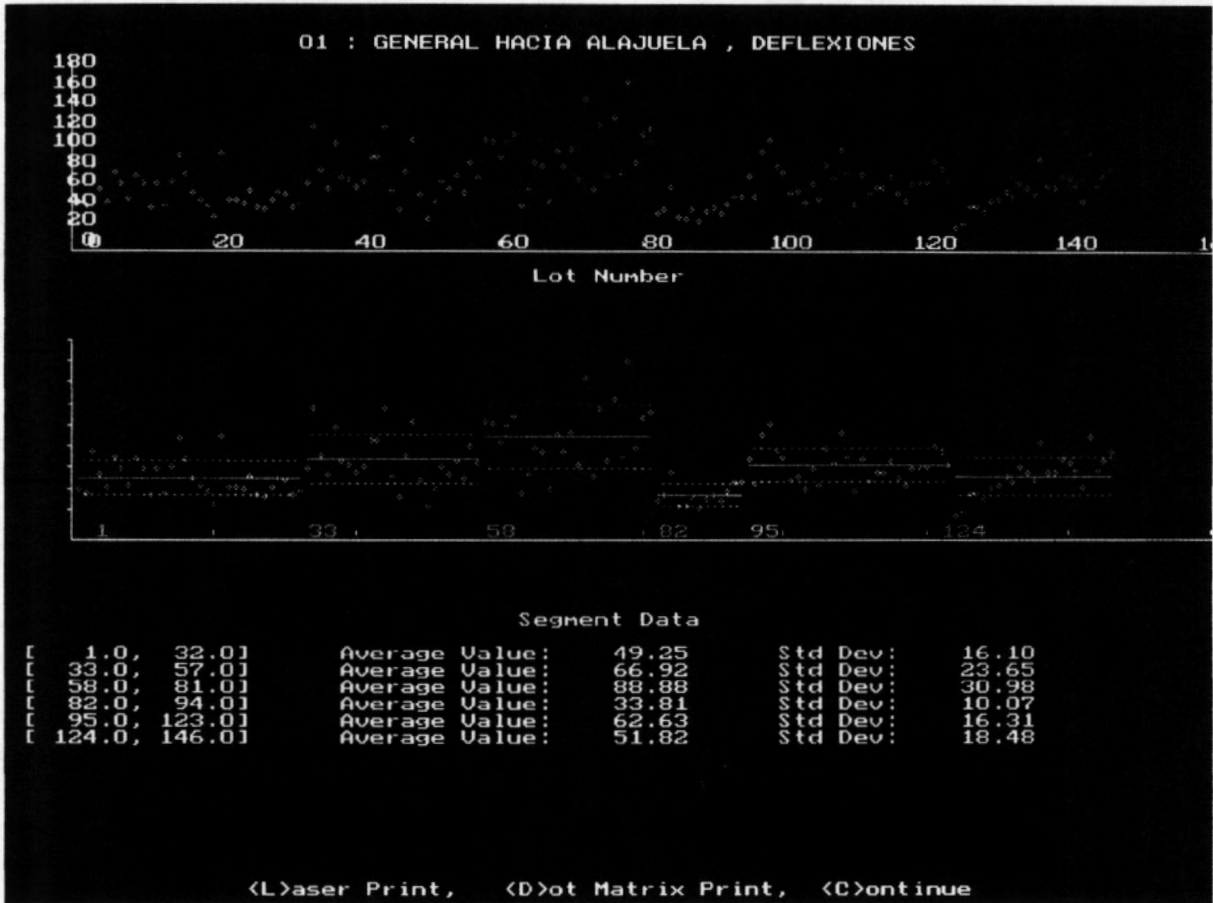 01 : GENERAL HACIA ALAJUELA , DEFLEXIONES
180
160
140
120
100
80
60
40
20
0 20 40 60 80 100 120 140
Lot Number
1 33 58 82 95 124
Segment Data
[ 1.0, 32.0] Average Value: 49.25 Std Dev: 16.10
[ 33.0, 57.0] Average Value: 66.92 Std Dev: 23.65
[ 58.0, 81.0] Average Value: 88.88 Std Dev: 30.98
[ 82.0, 94.0] Average Value: 33.81 Std Dev: 10.07
[ 95.0, 123.0] Average Value: 62.63 Std Dev: 16.31
[ 124.0, 146.0] Average Value: 51.82 Std Dev: 18.48
<L>aser Print, <D>ot Matrix Print, <C>ontinue